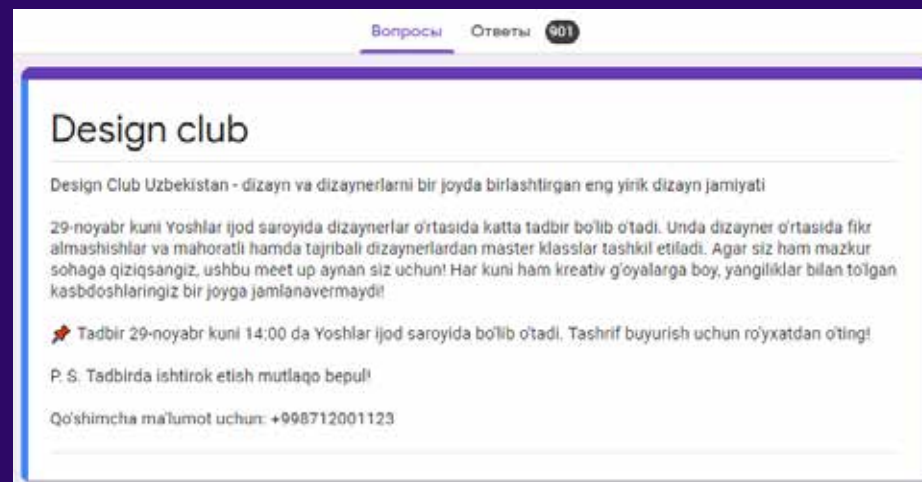 Вопросы Ответы 901
Design club
Design Club Uzbekistan - dizayn va dizaynerlarni bir joyda birlashtirgan eng yirik dizayn jamiyati
29-noyabr kuni Yoshlar ijod saroyida dizaynerlar o'rtasida katta tadbir bo'lib o'tadi. Unda dizayner o'rtasida fikr
almashishlar va mahoratli hamda tajribali dizaynerlardan master klasslar tashkil etiladi. Agar siz ham mazkur
sohaga qiziqsangiz, ushbu meet up aynan siz uchun! Har kuni ham kreativ g'oyalarga boy, yangiliklar bilan to'lgan
kasbdoshlaringiz bir joyga jamlanavermaydi!
📌 Tadbir 29-noyabr kuni 14:00 da Yoshlar ijod saroyida bo'lib o'tadi. Tashrif buyurish uchun ro'yxatdan o'ting!
P. S. Tadbirda ishtirok etish mutlaqo bepul!
Qo'shimcha ma'lumot uchun: +998712001123